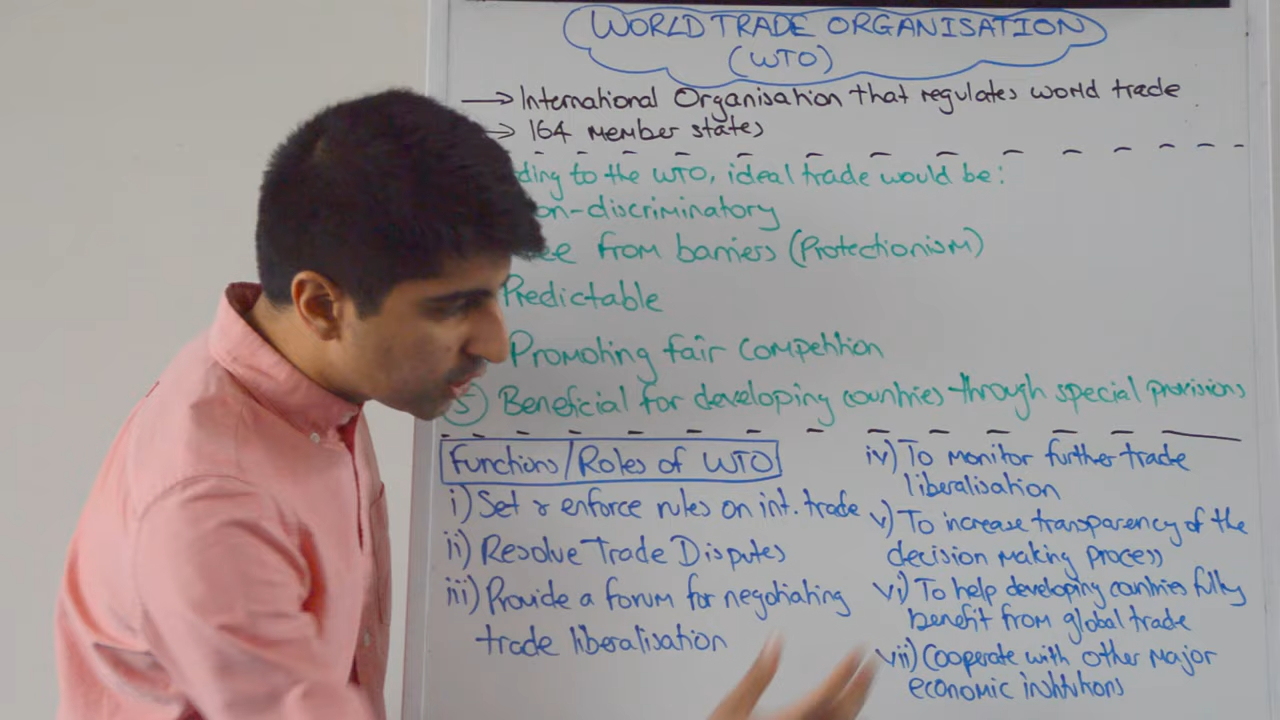 WORLD TRADE ORGANISATION
(WTO)
→ International Organisation that regulates world trade
→ 164 member states
ding to the WTO, ideal trade would be:
on-discriminatory
ee from barriers (Protectionism)
Predictable
Promoting fair competition
5) Beneficial for developing countries through special provisions
Functions/Roles of WTO
i) Set & enforce rules on int. trade
ii) Resolve Trade Disputes
iii) Provide a forum for negotiating
trade liberalisation
iv) To monitor further trade
liberalisation
v) To increase transparency of the
decision making process
vi) To help developing countries fully
benefit from global trade
vii) Cooperate with other major
economic institutions